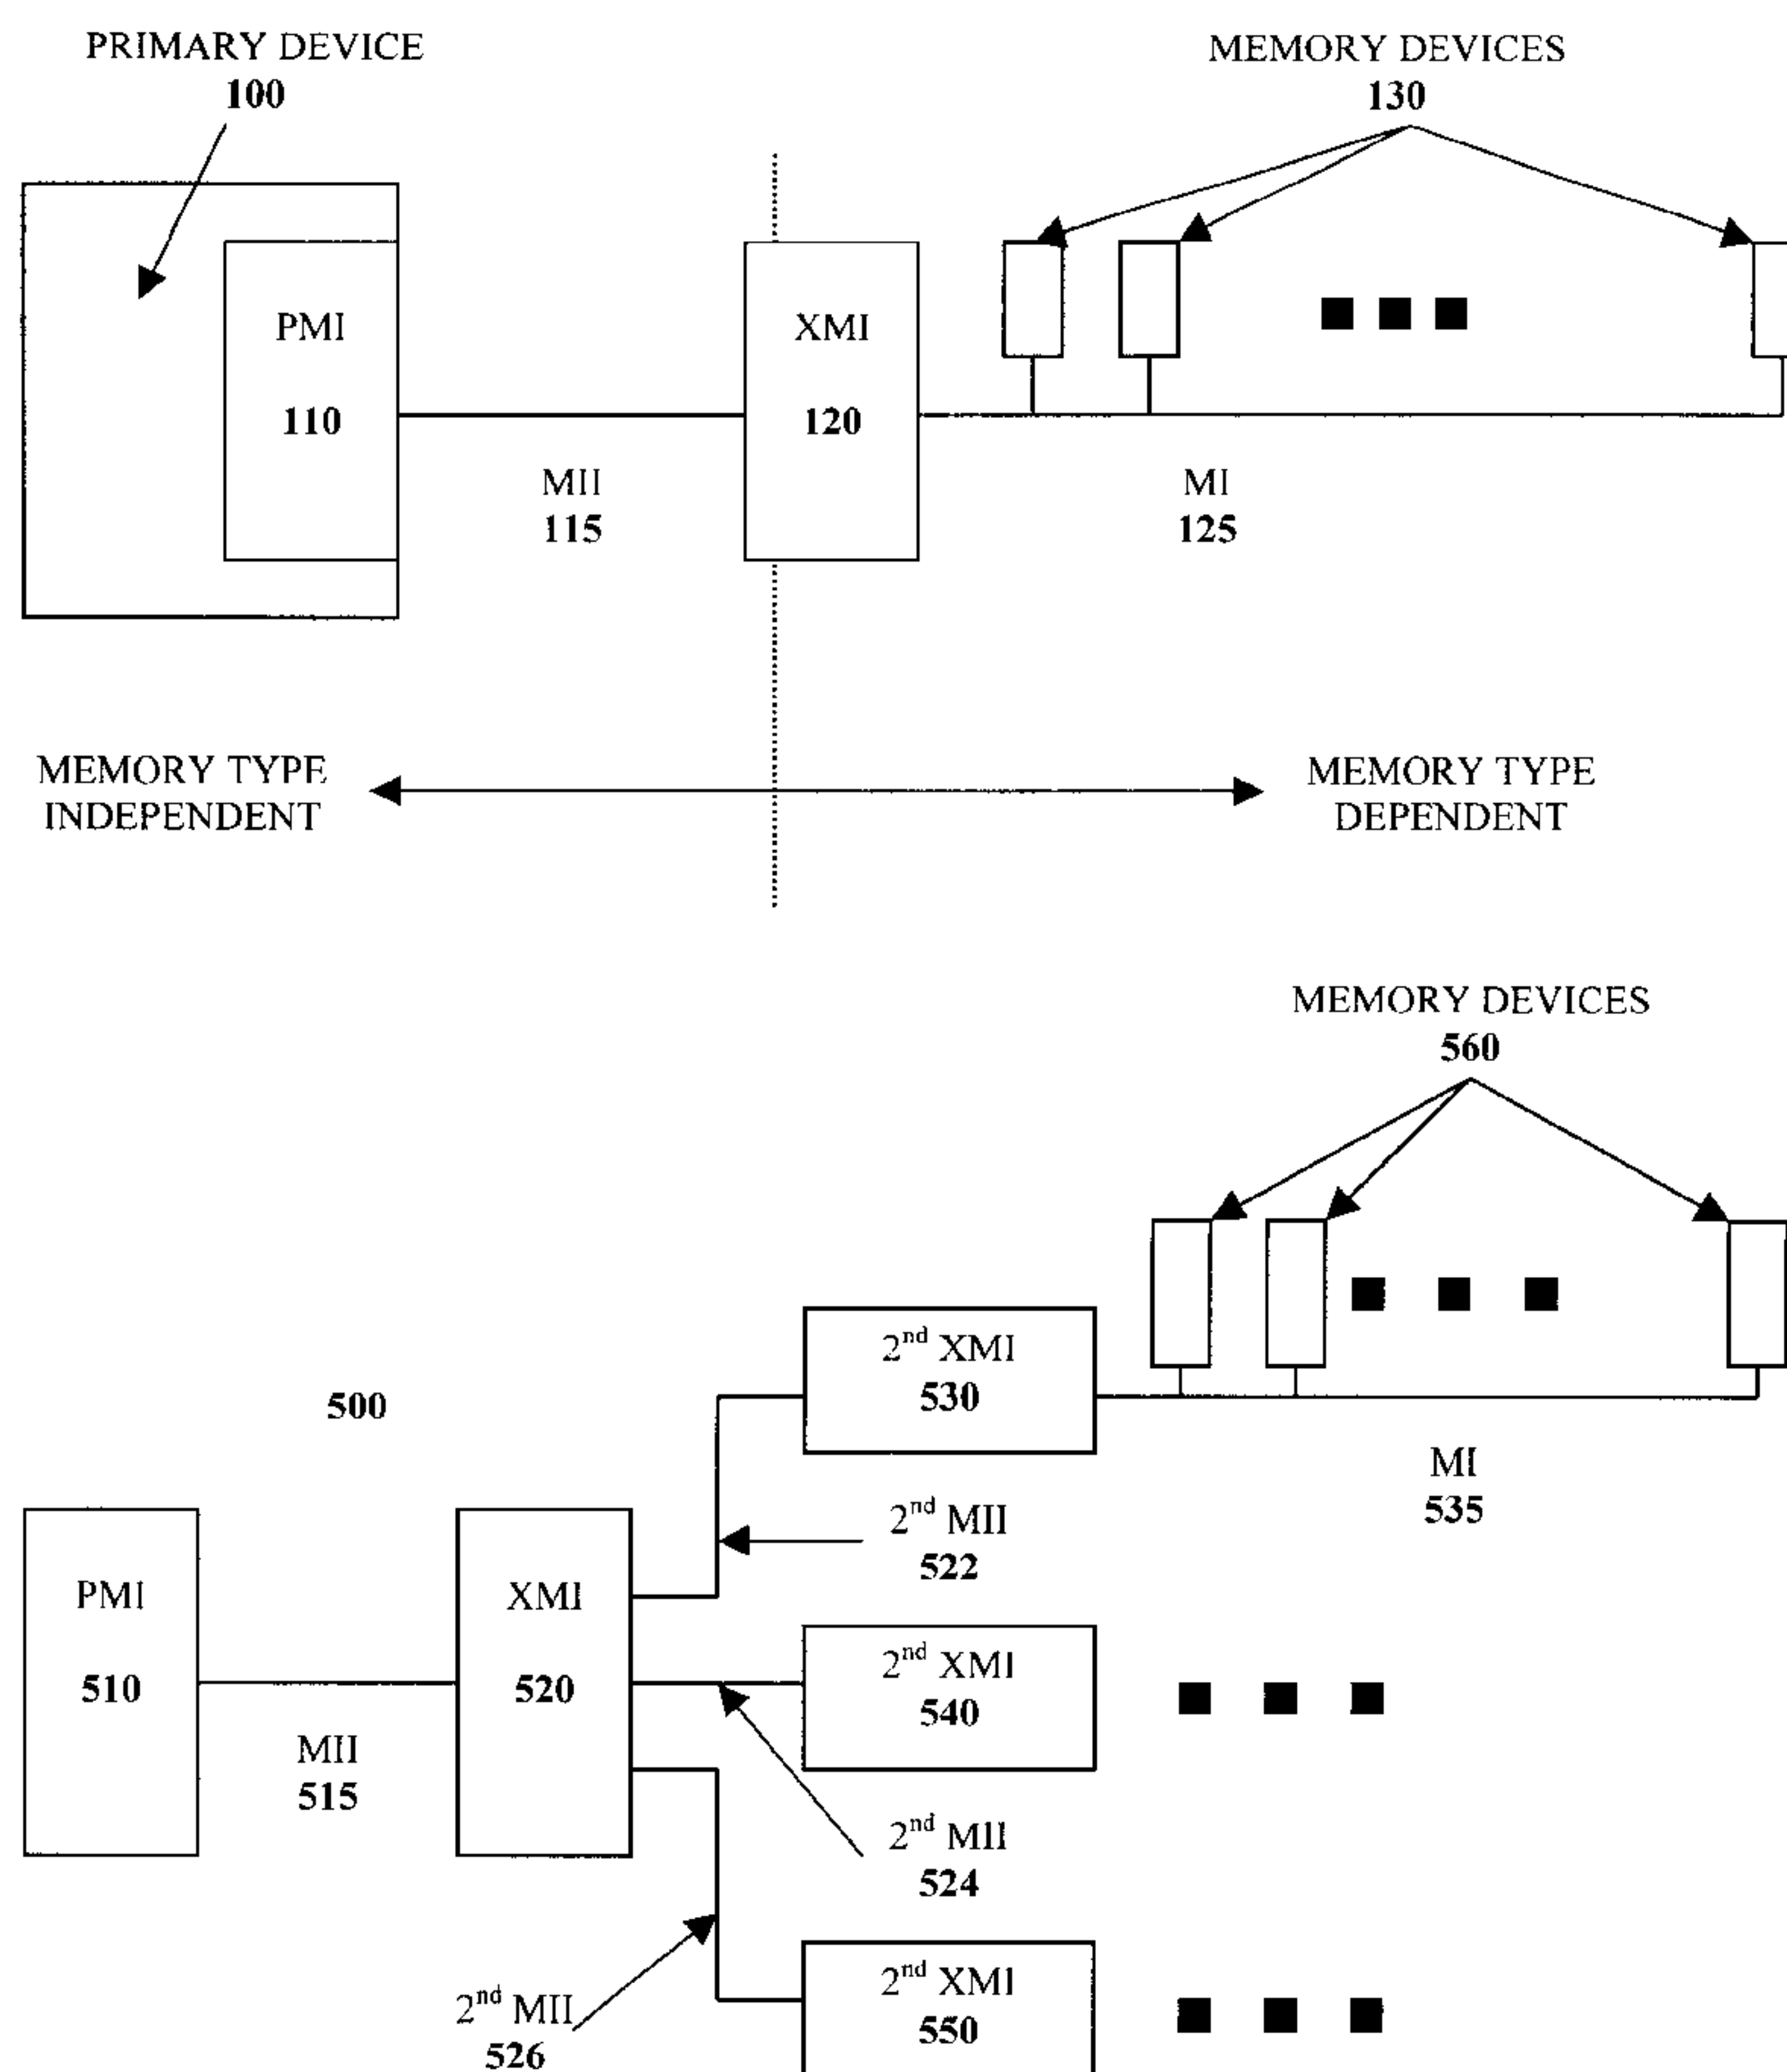 PRIMARY DEVICE
100
MEMORY DEVICES
130
PMI
110
XMI
120
MII
115
MI
125
MEMORY TYPE
INDEPENDENT
MEMORY TYPE
DEPENDENT
MEMORY DEVICES
560
2nd XMI
530
500
MI
535
2nd MII
522
PMI
510
XMI
520
2nd XMI
540
MII
515
2nd MII
524
2nd XMI
550
2nd MII
526